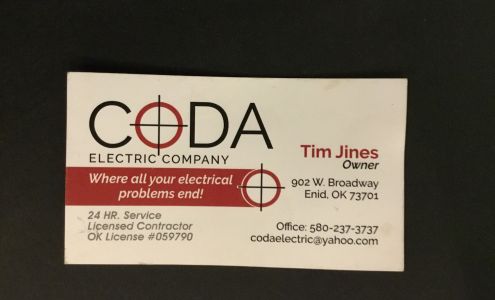 CODA
ELECTRIC COMPANY
Where all your electrical
problems end!
24 HR. Service
Licensed Contractor
OK License #059790
Tim Jines
Owner
902 W. Broadway
Enid, OK 73701
Office: 580-237-3737
codaelectric@yahoo.com